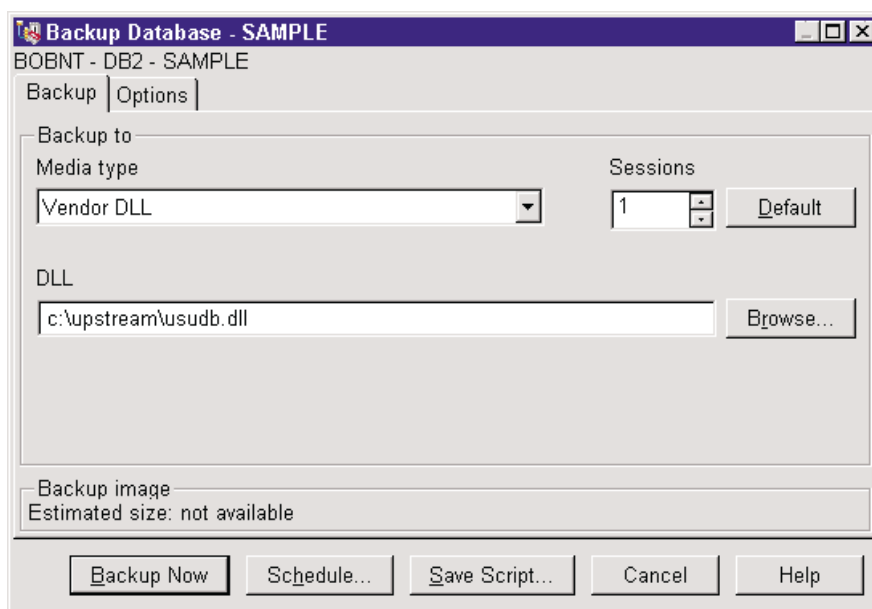 Backup Database - SAMPLE
BOBNT - DB2 - SAMPLE
Backup Options
Backup to
Media type Sessions
Vendor DLL 1 Default
DLL
c:\upstream\usudb.dll Browse...
Backup image
Estimated size: not available
Backup Now Schedule... Save Script... Cancel Help